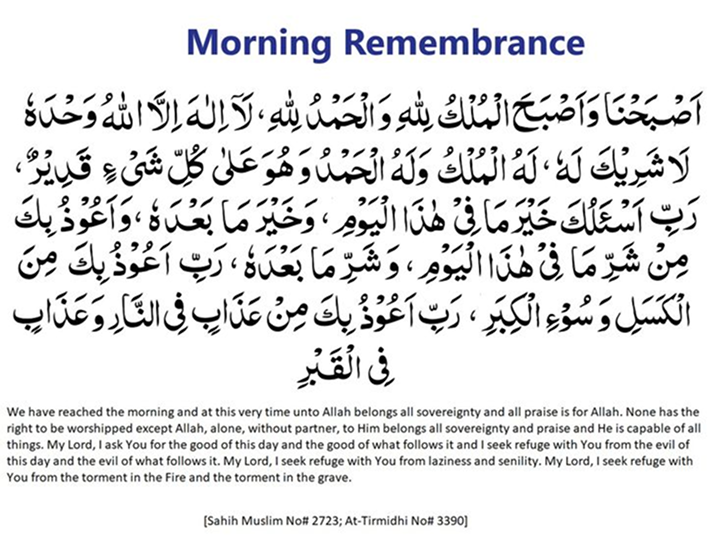 Morning Remembrance
اَصْبَحْنَا وَاَصْبَحَ الْمُلْكُ لِلّٰهِ وَالْحَمْدُ لِلّٰهِ، لَآ اِلٰهَ اِلَّا اللّٰهُ وَحْدَهٗ
لَا شَرِيْكَ لَهٗ، لَهُ الْمُلْكُ وَلَهُ الْحَمْدُ وَهُوَ عَلٰى كُلِّ شَىْءٍ قَدِيْرٌ،
رَبِّ اَسْئَلُكَ خَيْرَ مَا فِىْ هٰذَا الْيَوْمِ، وَخَيْرَ مَا بَعْدَهٗ، وَاَعُوْذُ بِكَ
مِنْ شَرِّ مَا فِىْ هٰذَا الْيَوْمِ، وَشَرِّ مَا بَعْدَهٗ، رَبِّ اَعُوْذُ بِكَ مِنَ
الْكَسَلِ وَسُوْءِ الْكِبَرِ، رَبِّ اَعُوْذُ بِكَ مِنْ عَذَابٍ فِى النَّارِ وَعَذَابٍ
فِى الْقَبْرِ
We have reached the morning and at this very time unto Allah belongs all sovereignty and all praise is for Allah. None has the
right to be worshipped except Allah, alone, without partner, to Him belongs all sovereignty and praise and He is capable of all
things. My Lord, I ask You for the good of this day and the good of what follows it and I seek refuge with You from the evil of
this day and the evil of what follows it. My Lord, I seek refuge with You from laziness and senility. My Lord, I seek refuge with
You from the torment in the Fire and the torment in the grave.
[Sahih Muslim No# 2723; At-Tirmidhi No# 3390]